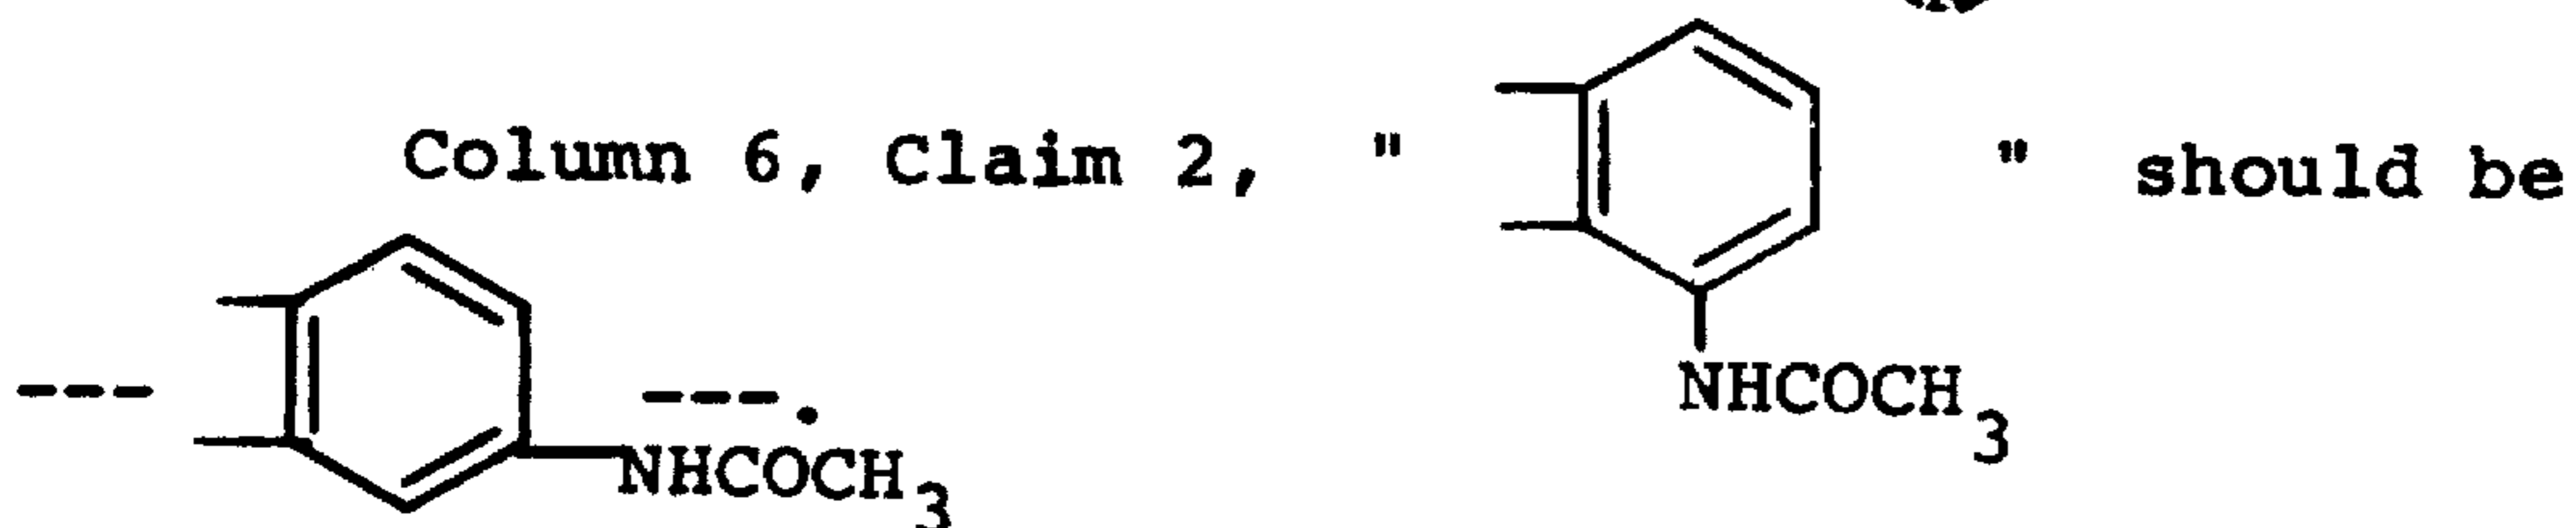 Column 6, Claim 2, " " should be
NHCOCH3
--- ---.
NHCOCH3